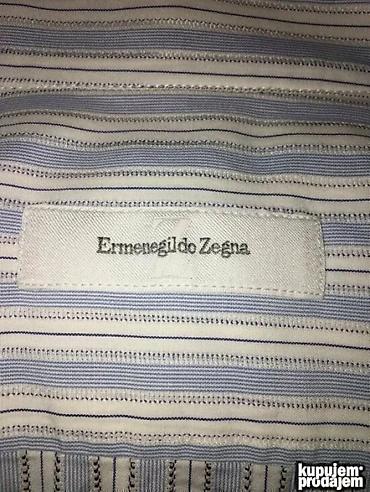 Ermenegildo Zegna
kupujem
prodajem